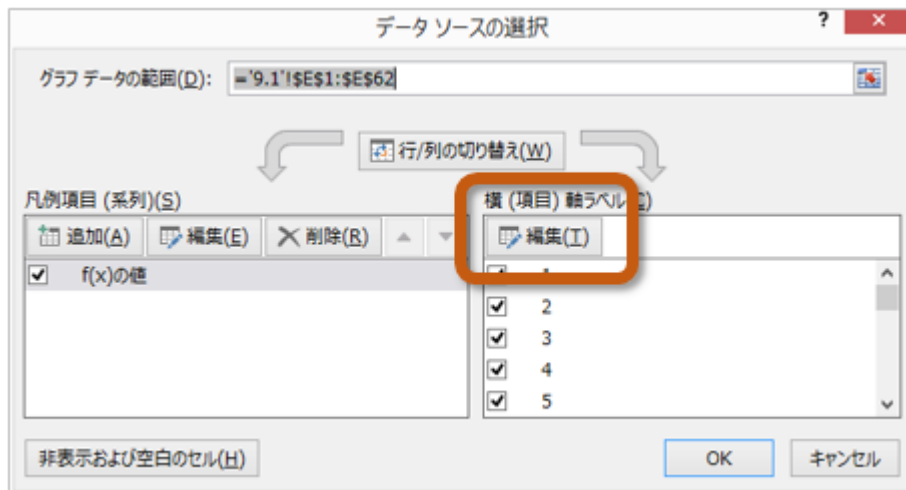 データ ソースの選択 ? ×
グラフ データの範囲(D): ='9.1'!$E$1:$E$62
行/列の切り替え(W)
凡例項目 (系列)(S)
横 (項目) 軸ラベル(C)
追加(A) 編集(E) 削除(R)
編集(T)
f(x)の値
1
2
3
4
5
非表示および空白のセル(H)
OK キャンセル